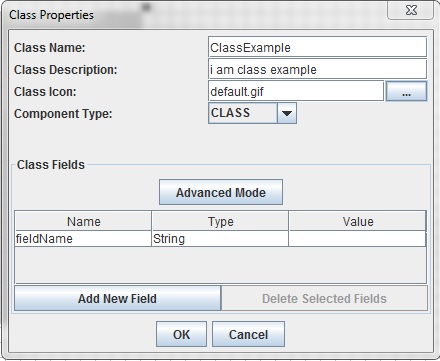 Class Properties
Class Name: ClassExample
Class Description: i am class example
Class Icon: default.gif ...
Component Type: CLASS
Class Fields
Advanced Mode
Name Type Value
fieldName String
Add New Field Delete Selected Fields
OK Cancel